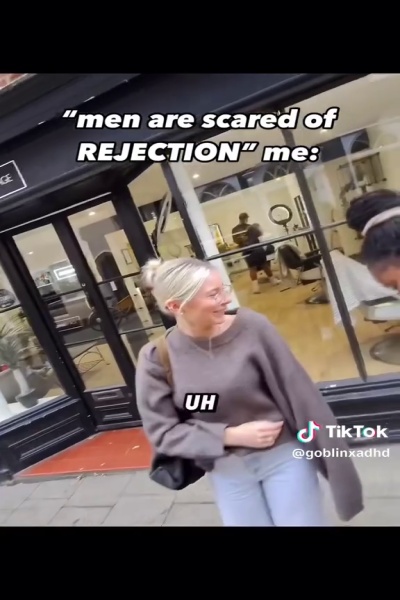 “men are scared of
REJECTION” me:
UH
TikTok
@goblinxadhd